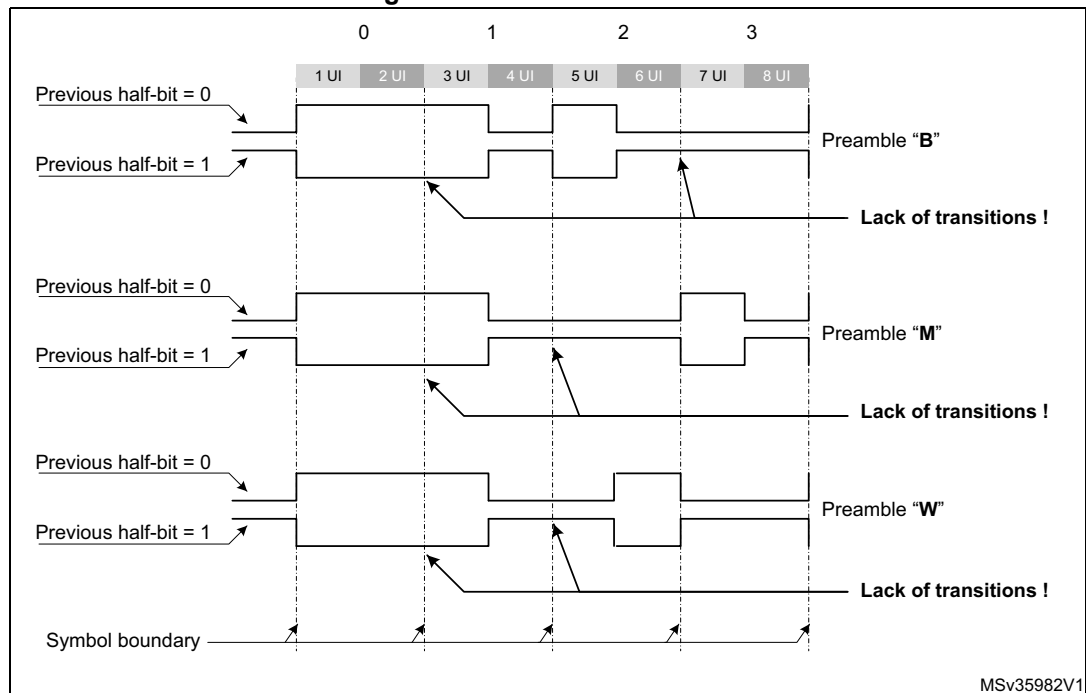 0 1 2 3
1 UI 2 UI 3 UI 4 UI 5 UI 6 UI 7 UI 8 UI
Previous half-bit = 0
Preamble “B”
Previous half-bit = 1
Lack of transitions !
Previous half-bit = 0
Preamble “M”
Previous half-bit = 1
Lack of transitions !
Previous half-bit = 0
Preamble “W”
Previous half-bit = 1
Lack of transitions !
Symbol boundary
MSv35982V1